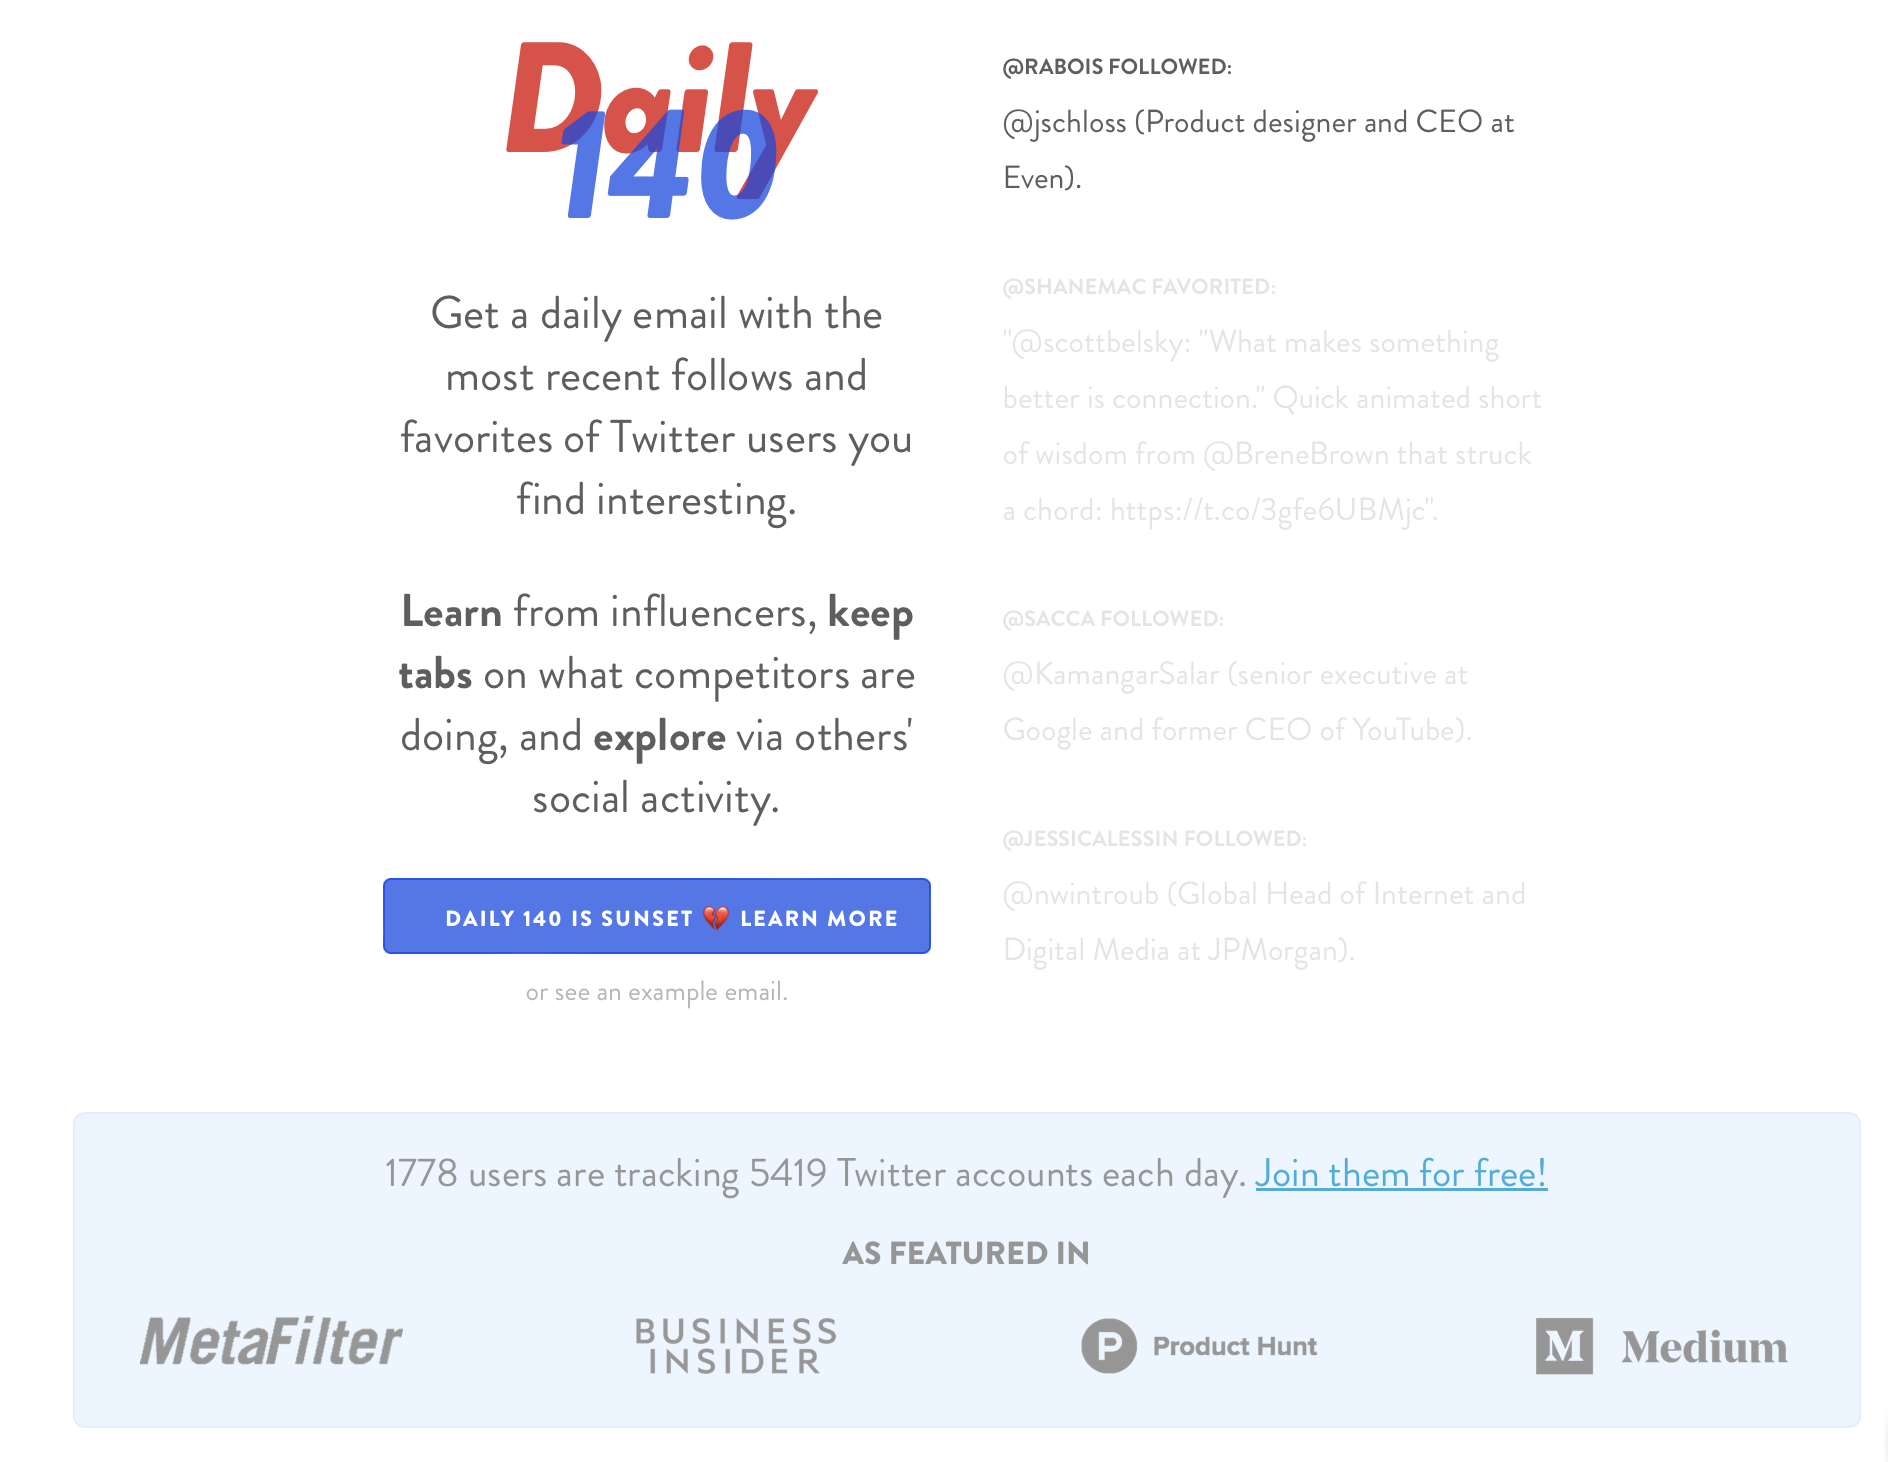 Daily
140
Get a daily email with the
most recent follows and
favorites of Twitter users you
find interesting.
Learn from influencers, keep
tabs on what competitors are
doing, and explore via others'
social activity.
DAILY 140 IS SUNSET 💔 LEARN MORE
or see an example email.
@RABOIS FOLLOWED:
@jschloss (Product designer and CEO at
Even).
@SHANEMAC FAVORITED:
"@scottbelsky: "What makes something
better is connection." Quick animated short
of wisdom from @BreneBrown that struck
a chord: https://t.co/3gfe6UBMjc".
@SACCA FOLLOWED:
@KamangarSalar (senior executive at
Google and former CEO of YouTube).
@JESSICALESSIN FOLLOWED:
@nwintroub (Global Head of Internet and
Digital Media at JPMorgan).
1778 users are tracking 5419 Twitter accounts each day. Join them for free!
AS FEATURED IN
MetaFilter
BUSINESS
INSIDER
P Product Hunt
M Medium